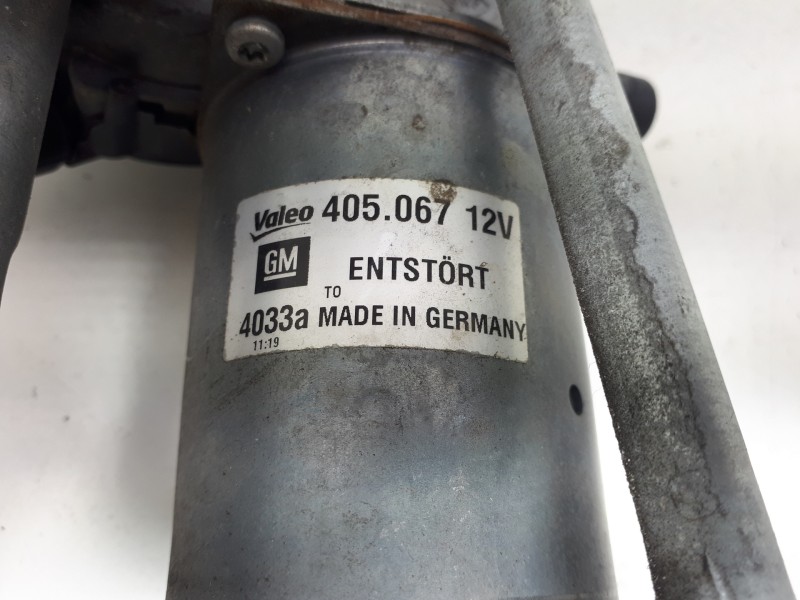 Valeo 405.067 12V
GM ENTSTÖRT
TO
4033a MADE IN GERMANY
11:19